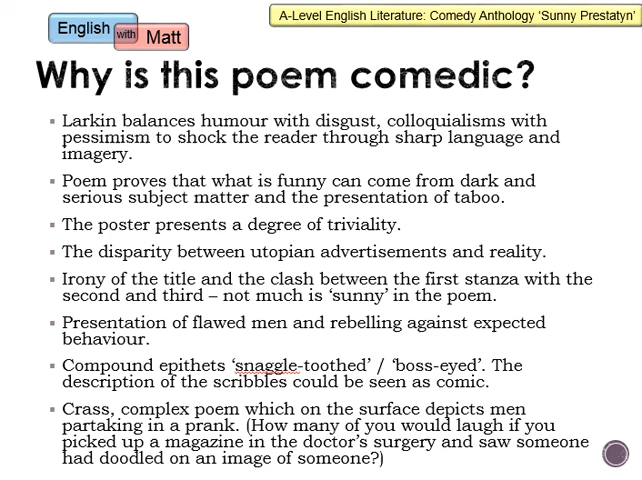 English with Matt
A-Level English Literature: Comedy Anthology 'Sunny Prestatyn'
Why is this poem comedic?
▪ Larkin balances humour with disgust, colloquialisms with
pessimism to shock the reader through sharp language and
imagery.
▪ Poem proves that what is funny can come from dark and
serious subject matter and the presentation of taboo.
▪ The poster presents a degree of triviality.
▪ The disparity between utopian advertisements and reality.
▪ Irony of the title and the clash between the first stanza with the
second and third – not much is 'sunny' in the poem.
▪ Presentation of flawed men and rebelling against expected
behaviour.
▪ Compound epithets 'snaggle-toothed' / 'boss-eyed'. The
description of the scribbles could be seen as comic.
▪ Crass, complex poem which on the surface depicts men
partaking in a prank. (How many of you would laugh if you
picked up a magazine in the doctor's surgery and saw someone
had doodled on an image of someone?)